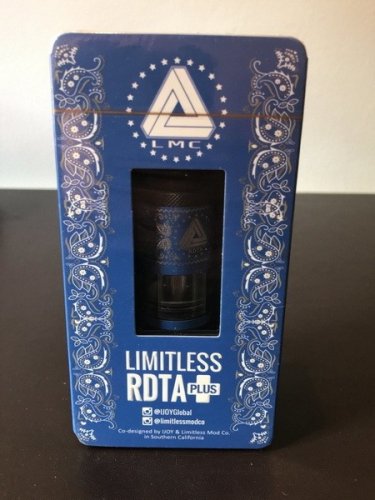 LMC
LIMITLESS
RDTA PLUS
@IJOYGlobal
@limitlessmodco
Co-designed by IJOY & Limitless Mod Co.
in Southern California